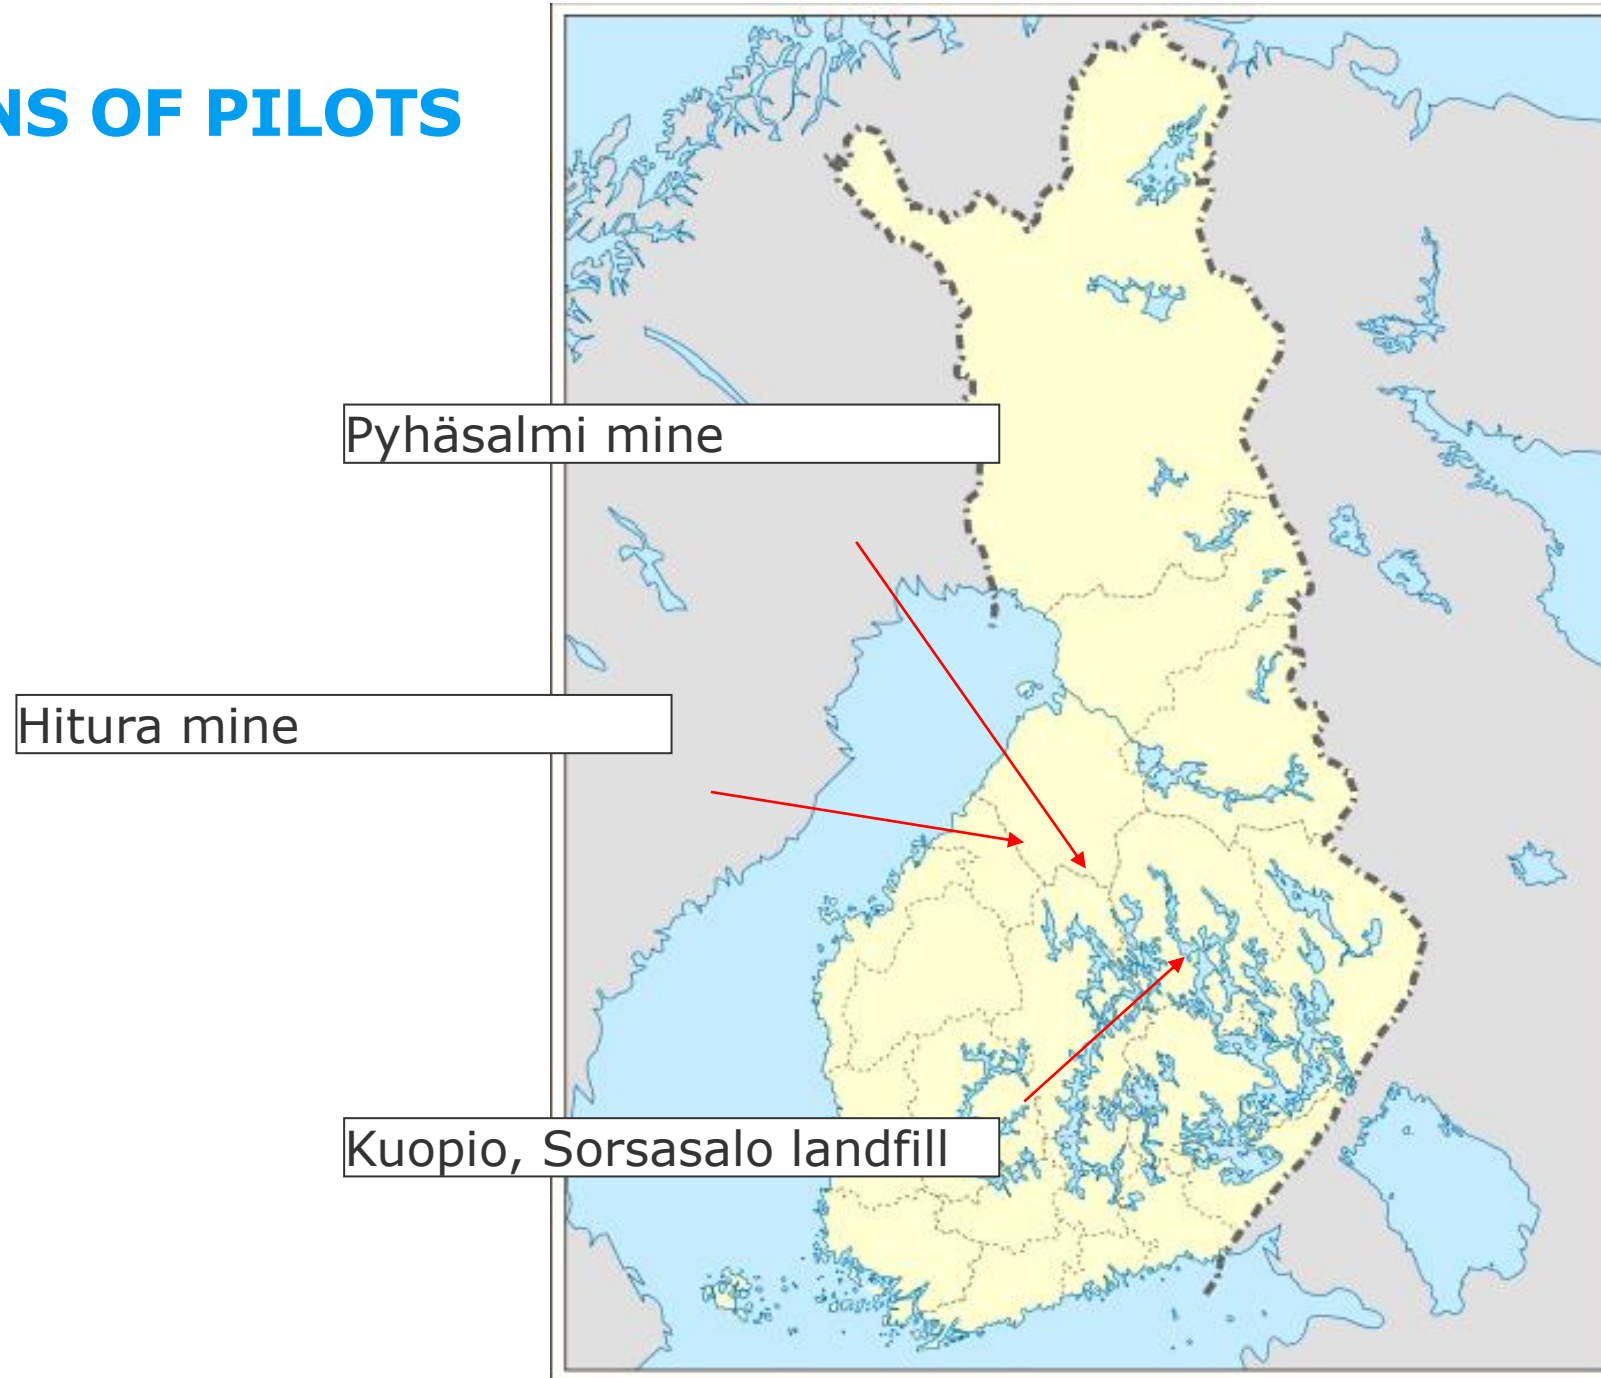 NS OF PILOTS
Pyhäsalmi mine
Hitura mine
Kuopio, Sorsasalo landfill